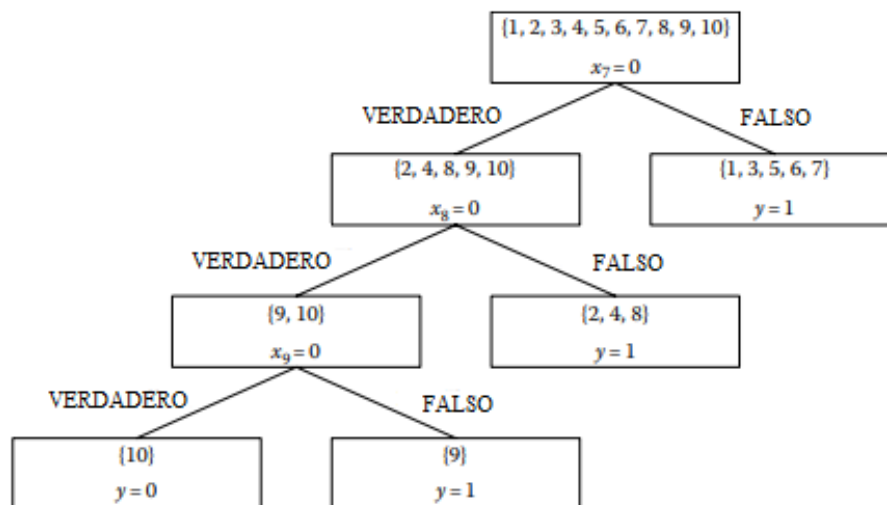 {1, 2, 3, 4, 5, 6, 7, 8, 9, 10}
x₇ = 0
VERDADERO
FALSO
{2, 4, 8, 9, 10}
x₈ = 0
{1, 3, 5, 6, 7}
y = 1
VERDADERO
FALSO
{9, 10}
x₉ = 0
{2, 4, 8}
y = 1
VERDADERO
FALSO
{10}
y = 0
{9}
y = 1